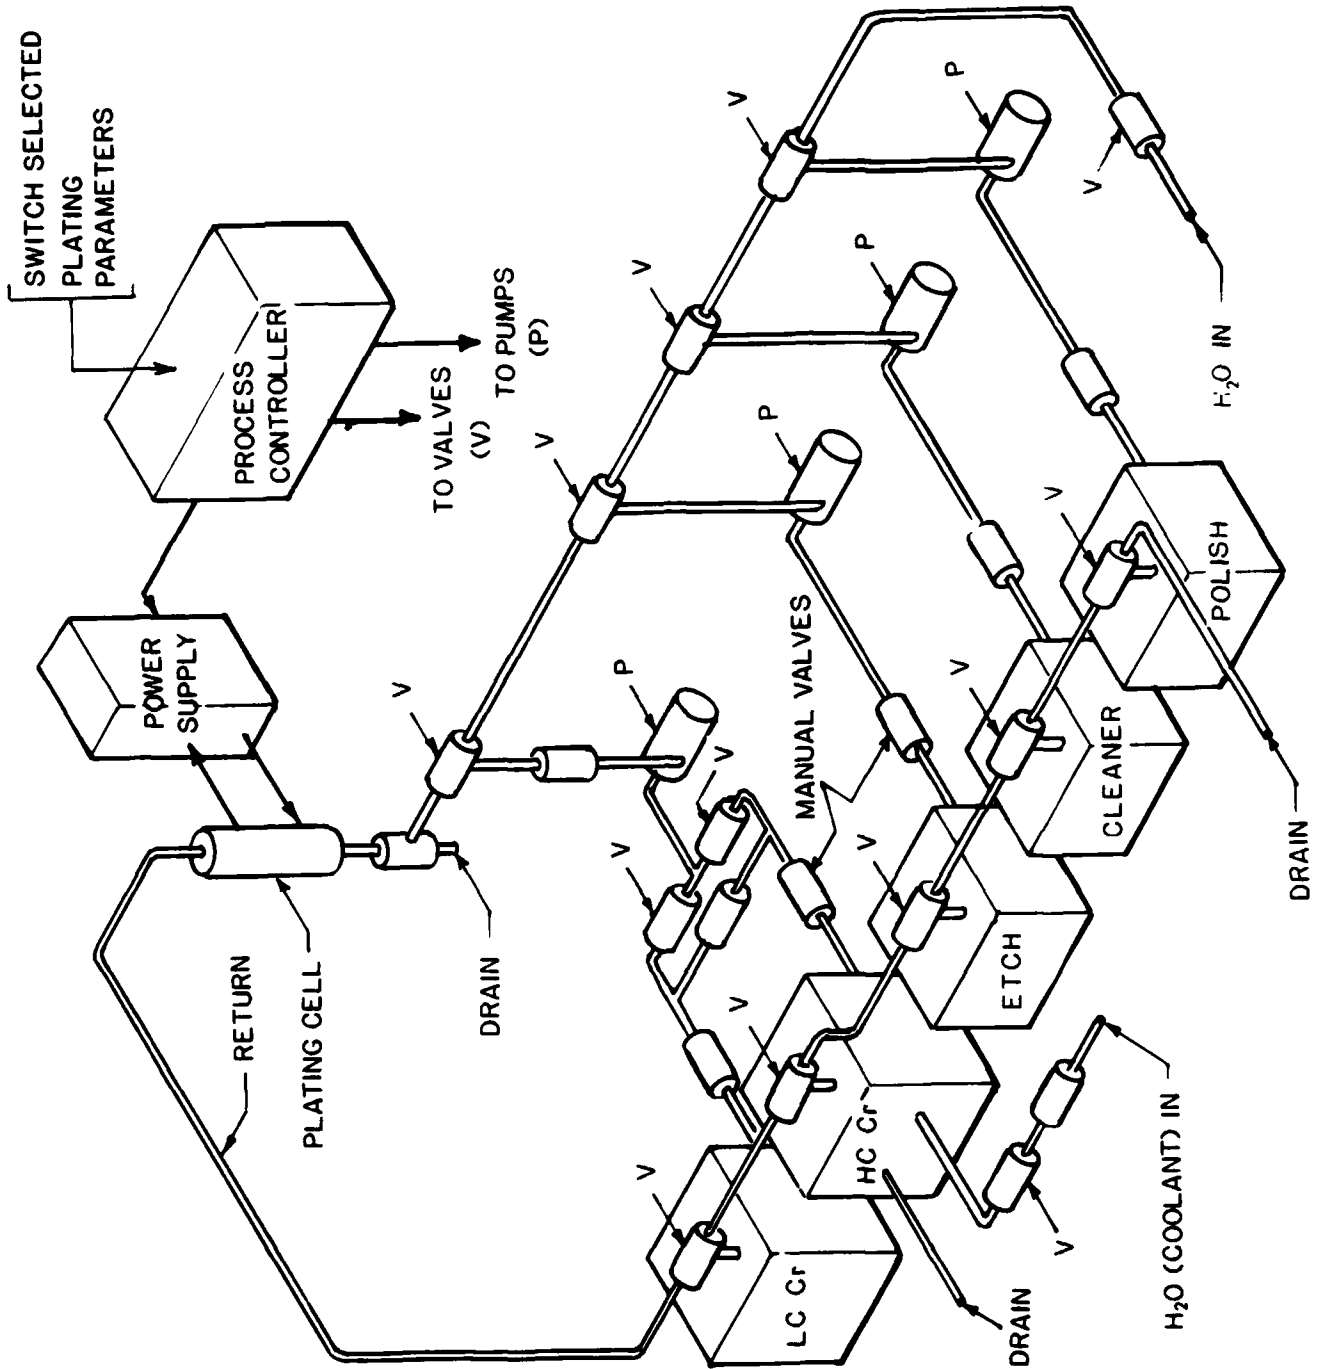 SWITCH SELECTED
PLATING
PARAMETERS
PROCESS
CONTROLLER
TO VALVES
(V)
TO PUMPS
(P)
POWER
SUPPLY
RETURN
PLATING CELL
DRAIN
V
V
V
V
P
P
P
P
V
V
V
MANUAL VALVES
H₂O IN
V
V
V
V
V
LC Cr
HC Cr
ETCH
CLEANER
POLISH
DRAIN
V
H₂O (COOLANT) IN
DRAIN